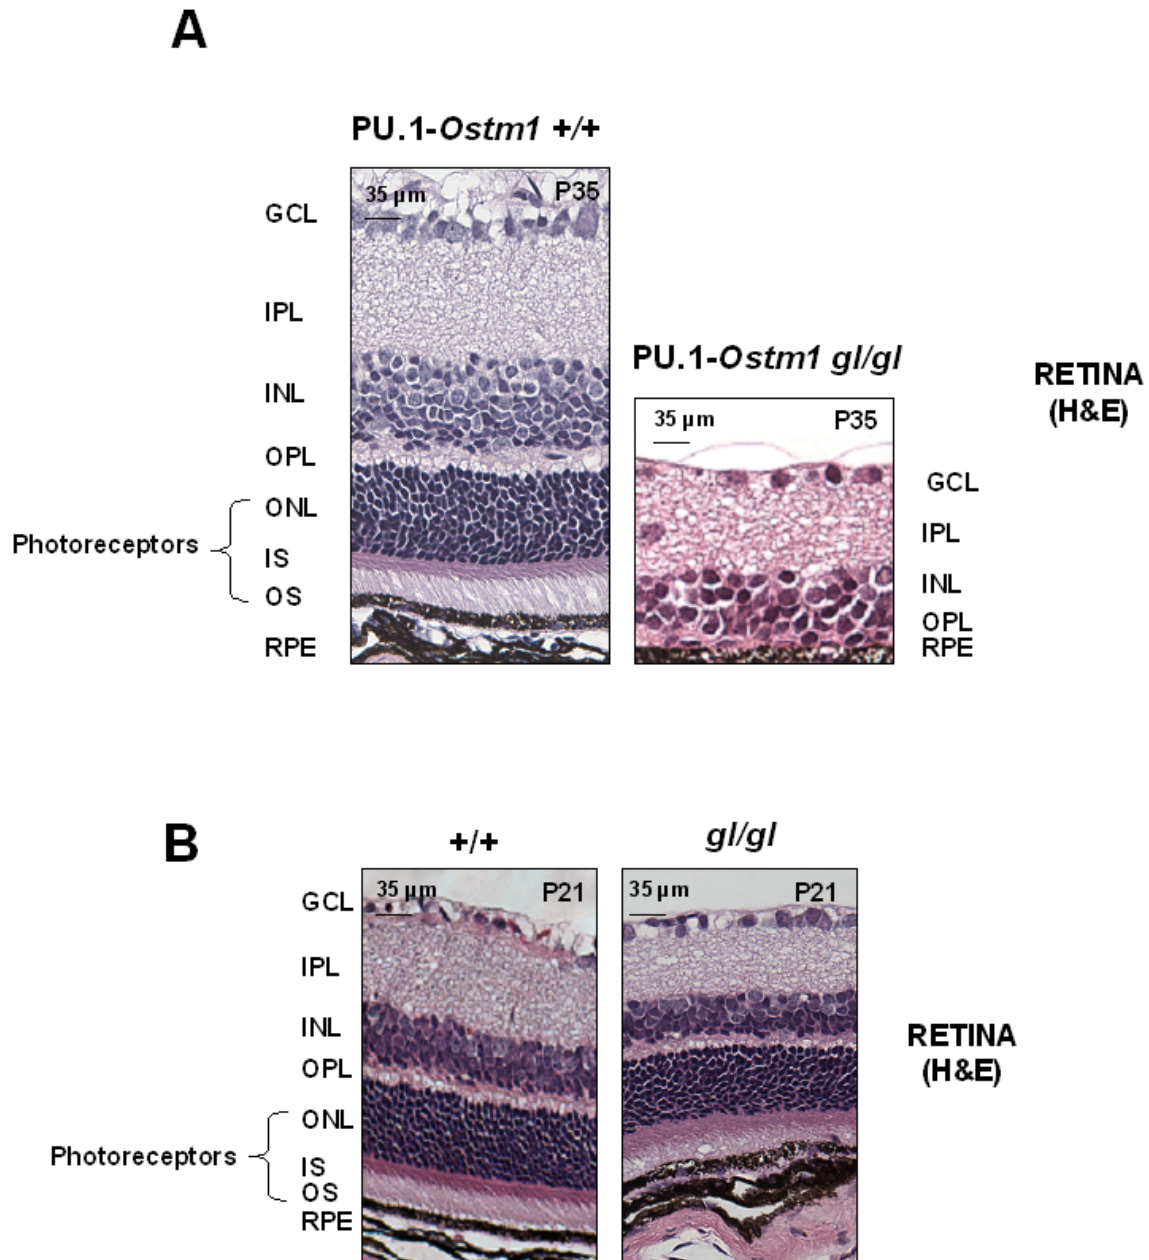 A
PU.1-Ostm1 +/+
35 µm
P35
GCL
IPL
INL
OPL
ONL
Photoreceptors
IS
OS
RPE
PU.1-Ostm1 gl/gl
35 µm
P35
GCL
IPL
INL
OPL
RPE
RETINA
(H&E)
B
+/+
35 µm
P21
GCL
IPL
INL
OPL
ONL
Photoreceptors
IS
OS
RPE
gl/gl
35 µm
P21
RETINA
(H&E)